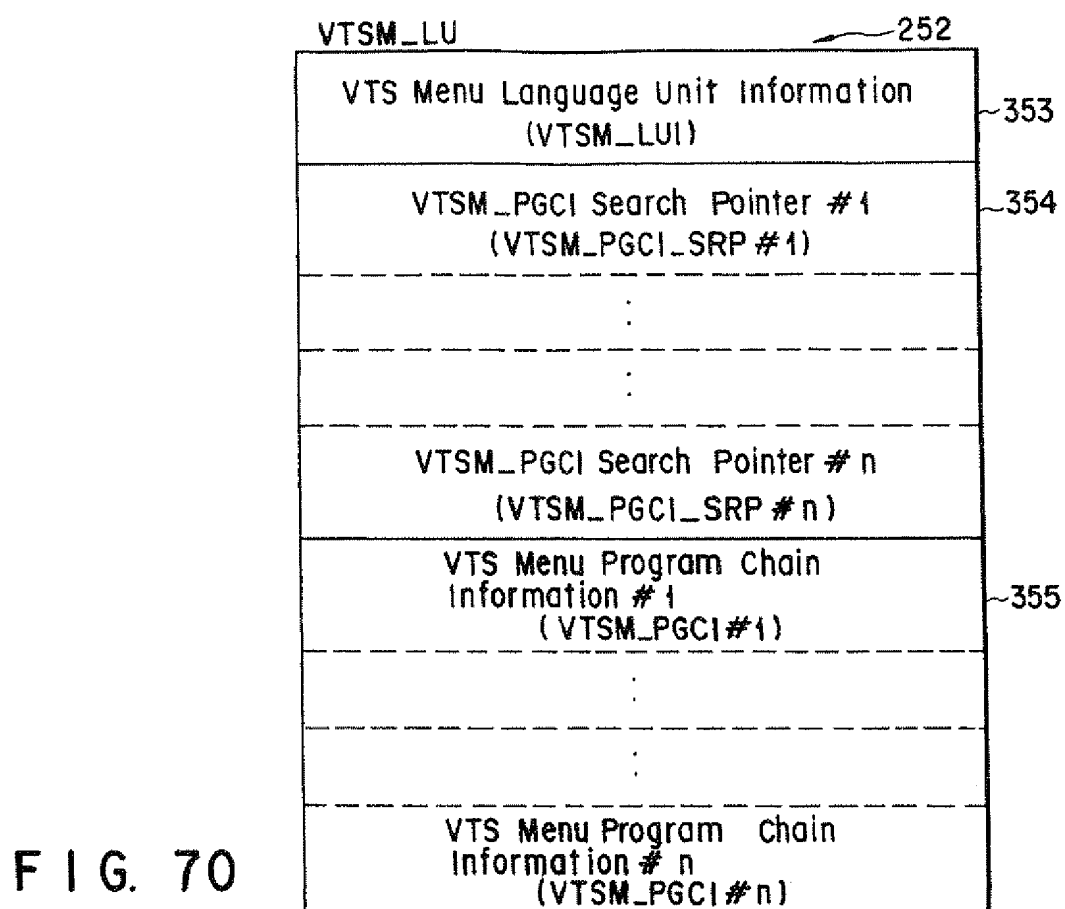 VTSM_LU
252
VTS Menu Language Unit Information
(VTSM_LUI)
353
VTSM_PGCI Search Pointer #1
(VTSM_PGCI_SRP #1)
354
VTSM_PGCI Search Pointer # n
(VTSM_PGCI_SRP # n)
VTS Menu Program Chain
Information # 1
(VTSM_PGCI#1)
355
VTS Menu Program Chain
Information # n
(VTSM_PGCI#n)
FIG. 70